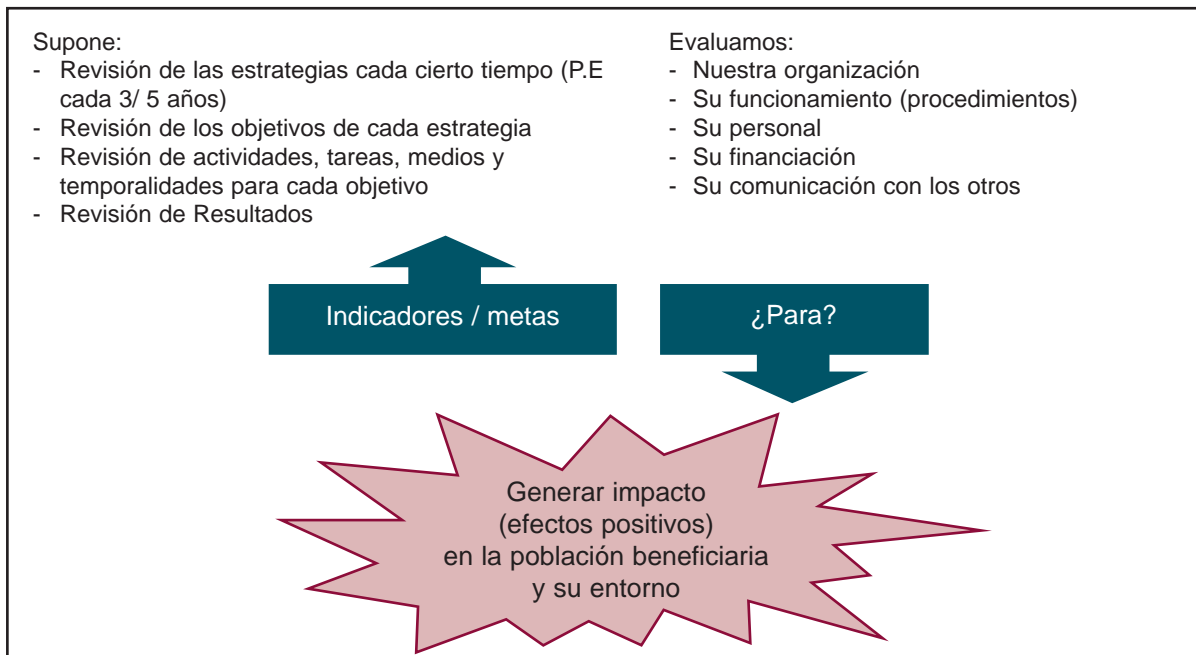 Supone:
- Revisión de las estrategias cada cierto tiempo (P.E
cada 3/ 5 años)
- Revisión de los objetivos de cada estrategia
- Revisión de actividades, tareas, medios y
temporalidades para cada objetivo
- Revisión de Resultados
Evaluamos:
- Nuestra organización
- Su funcionamiento (procedimientos)
- Su personal
- Su financiación
- Su comunicación con los otros
Indicadores / metas
¿Para?
Generar impacto
(efectos positivos)
en la población beneficiaria
y su entorno